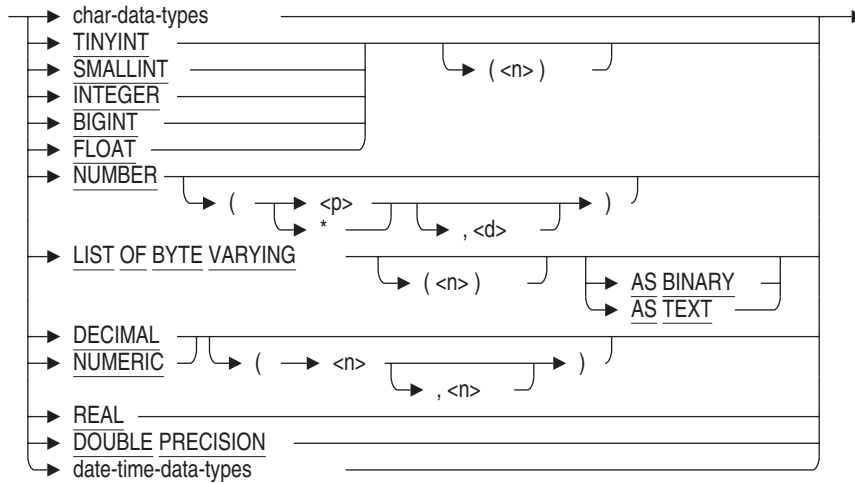 char-data-types
TINYINT
SMALLINT
( <n> )
INTEGER
BIGINT
FLOAT
NUMBER
( <p> )
* , <d>
LIST OF BYTE VARYING
( <n> ) AS BINARY
AS TEXT
DECIMAL
NUMERIC ( <n> )
, <n>
REAL
DOUBLE PRECISION
date-time-data-types